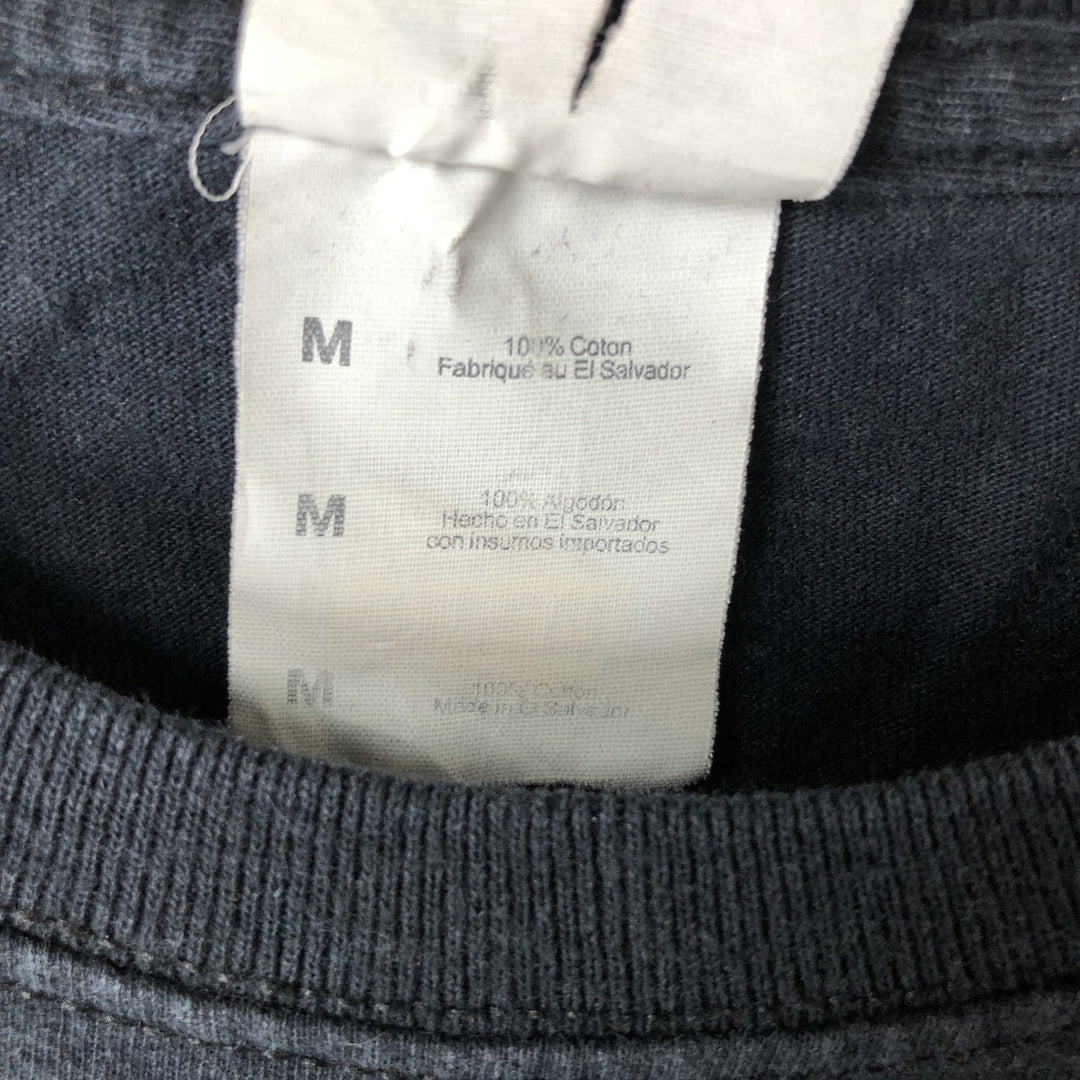 M
100% Coton
Fabriqué au El Salvador
M
100% Algodón
Hecho en El Salvador
con insumos importados
M
100% Cotton
Made in El Salvador